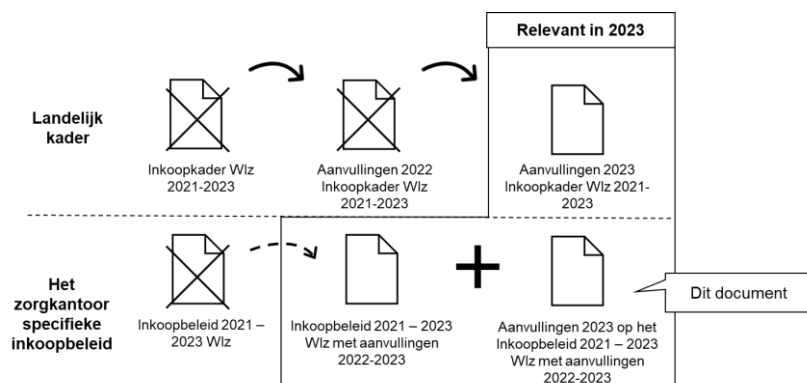 Relevant in 2023
Landelijk
kader
Inkoopkader Wlz
2021-2023
Aanvullingen 2022
Inkoopkader Wlz
2021-2023
Aanvullingen 2023
Inkoopkader Wlz 2021-
2023
Het
zorgkantoor
specifieke
inkoopbeleid
Inkoopbeleid 2021 –
2023 Wlz
Inkoopbeleid 2021 – 2023
Wlz met aanvullingen
2022-2023
Aanvullingen 2023 op het
Inkoopbeleid 2021 – 2023
Wlz met aanvullingen
2022-2023
Dit document